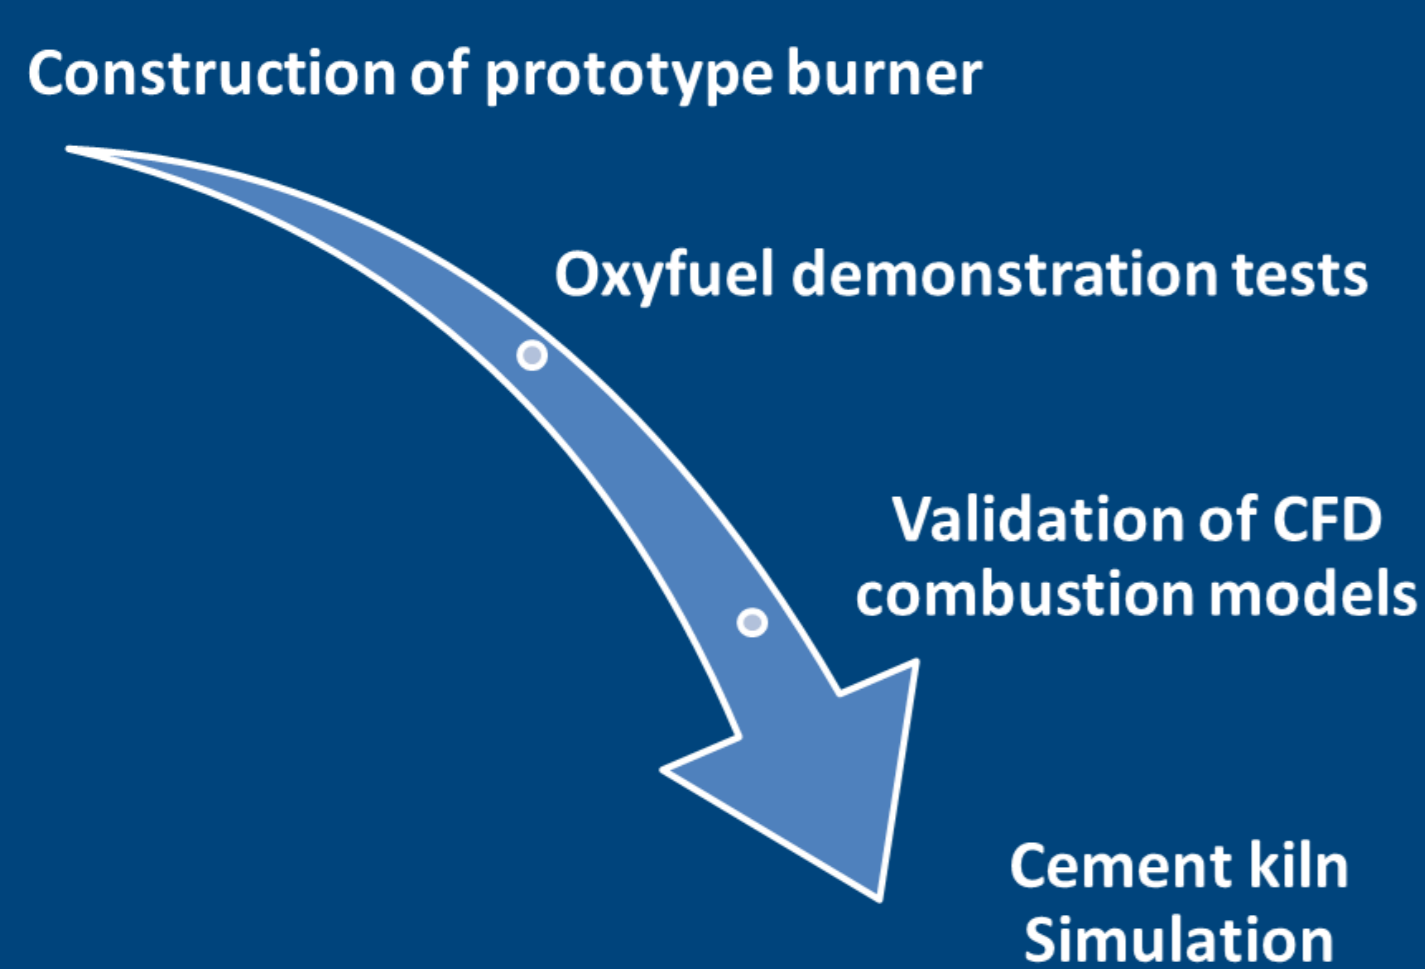 Construction of prototype burner
Oxyfuel demonstration tests
Validation of CFD
combustion models
Cement kiln
Simulation